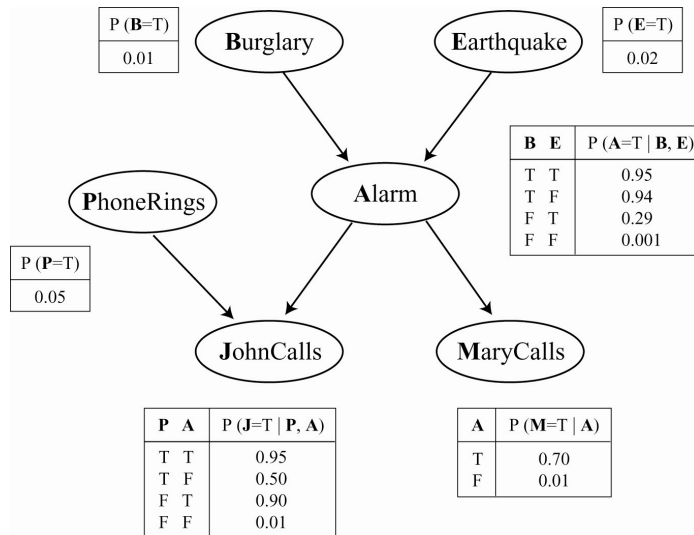 P (B=T)
0.01
Burglary
Earthquake
P (E=T)
0.02
B E P (A=T | B, E)
T T 0.95
T F 0.94
F T 0.29
F F 0.001
Alarm
PhoneRings
P (P=T)
0.05
JohnCalls
MaryCalls
P A P (J=T | P, A)
T T 0.95
T F 0.50
F T 0.90
F F 0.01
A P (M=T | A)
T 0.70
F 0.01